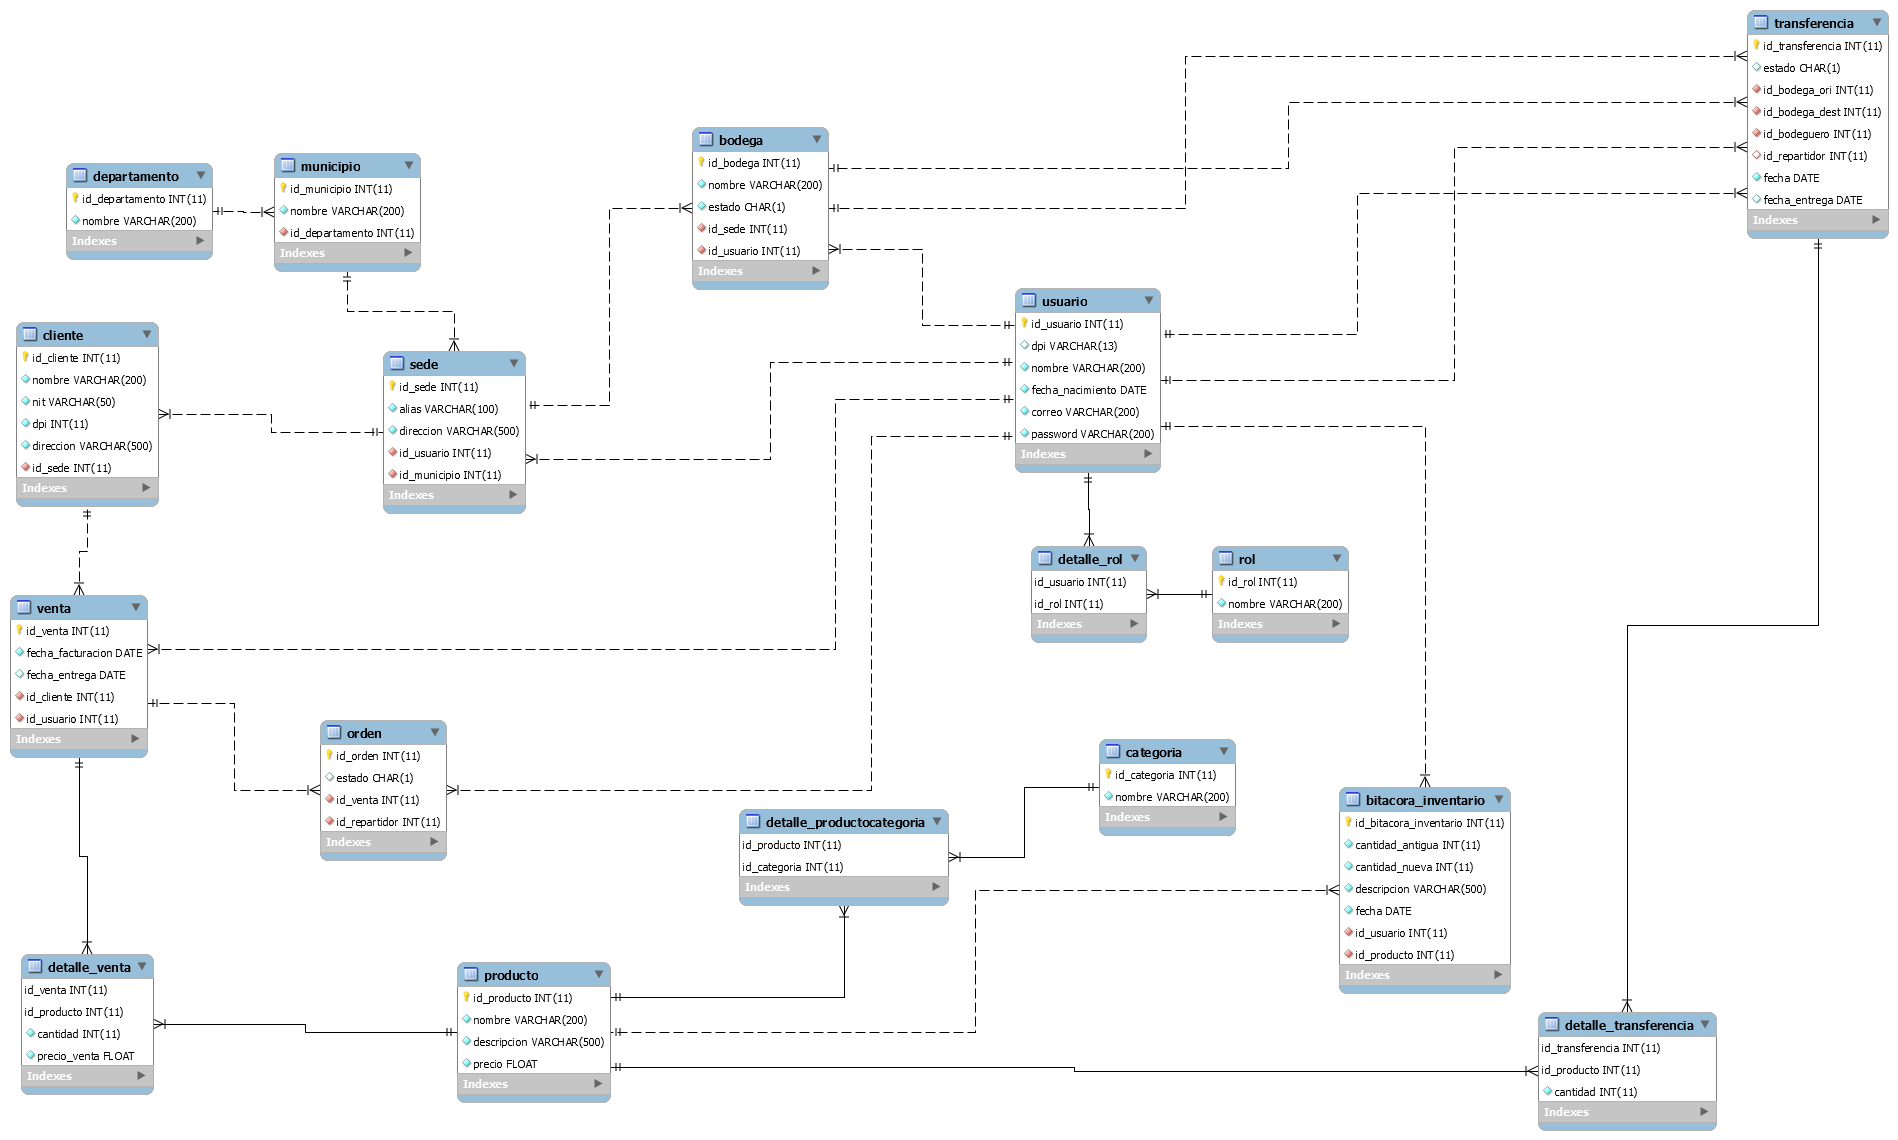 transferencia
id_transferencia INT(11)
estado CHAR(1)
id_bodega_ori INT(11)
id_bodega_dest INT(11)
id_bodeguero INT(11)
id_repartidor INT(11)
fecha DATE
fecha_entrega DATE
Indexes
bodega
id_bodega INT(11)
nombre VARCHAR(200)
estado CHAR(1)
id_sede INT(11)
id_usuario INT(11)
Indexes
departamento
id_departamento INT(11)
nombre VARCHAR(200)
Indexes
municipio
id_municipio INT(11)
nombre VARCHAR(200)
id_departamento INT(11)
Indexes
usuario
id_usuario INT(11)
dpi VARCHAR(13)
nombre VARCHAR(200)
fecha_nacimiento DATE
correo VARCHAR(200)
password VARCHAR(200)
Indexes
cliente
id_cliente INT(11)
nombre VARCHAR(200)
nit VARCHAR(50)
dpi INT(11)
direccion VARCHAR(500)
id_sede INT(11)
Indexes
sede
id_sede INT(11)
alias VARCHAR(100)
direccion VARCHAR(500)
id_usuario INT(11)
id_municipio INT(11)
Indexes
detalle_rol
id_usuario INT(11)
id_rol INT(11)
Indexes
rol
id_rol INT(11)
nombre VARCHAR(200)
Indexes
venta
id_venta INT(11)
fecha_facturacion DATE
fecha_entrega DATE
id_cliente INT(11)
id_usuario INT(11)
Indexes
orden
id_orden INT(11)
estado CHAR(1)
id_venta INT(11)
id_repartidor INT(11)
Indexes
categoria
id_categoria INT(11)
nombre VARCHAR(200)
Indexes
detalle_productocategoria
id_producto INT(11)
id_categoria INT(11)
Indexes
bitacora_inventario
id_bitacora_inventario INT(11)
cantidad_antigua INT(11)
cantidad_nueva INT(11)
descripcion VARCHAR(500)
fecha DATE
id_usuario INT(11)
id_producto INT(11)
Indexes
detalle_venta
id_venta INT(11)
id_producto INT(11)
cantidad INT(11)
precio_venta FLOAT
Indexes
producto
id_producto INT(11)
nombre VARCHAR(200)
descripcion VARCHAR(500)
precio FLOAT
Indexes
detalle_transferencia
id_transferencia INT(11)
id_producto INT(11)
cantidad INT(11)
Indexes